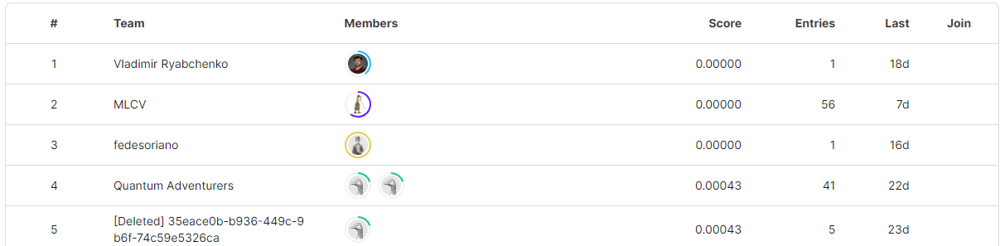 # Team Members Score Entries Last Join
1 Vladimir Ryabchenko 0.00000 1 18d
2 MLCV 0.00000 56 7d
3 fedesoriano 0.00000 1 16d
4 Quantum Adventurers 0.00043 41 22d
5 [Deleted] 35eace0b-b936-449c-9 0.00043 5 23d
b6f-74c59e5326ca